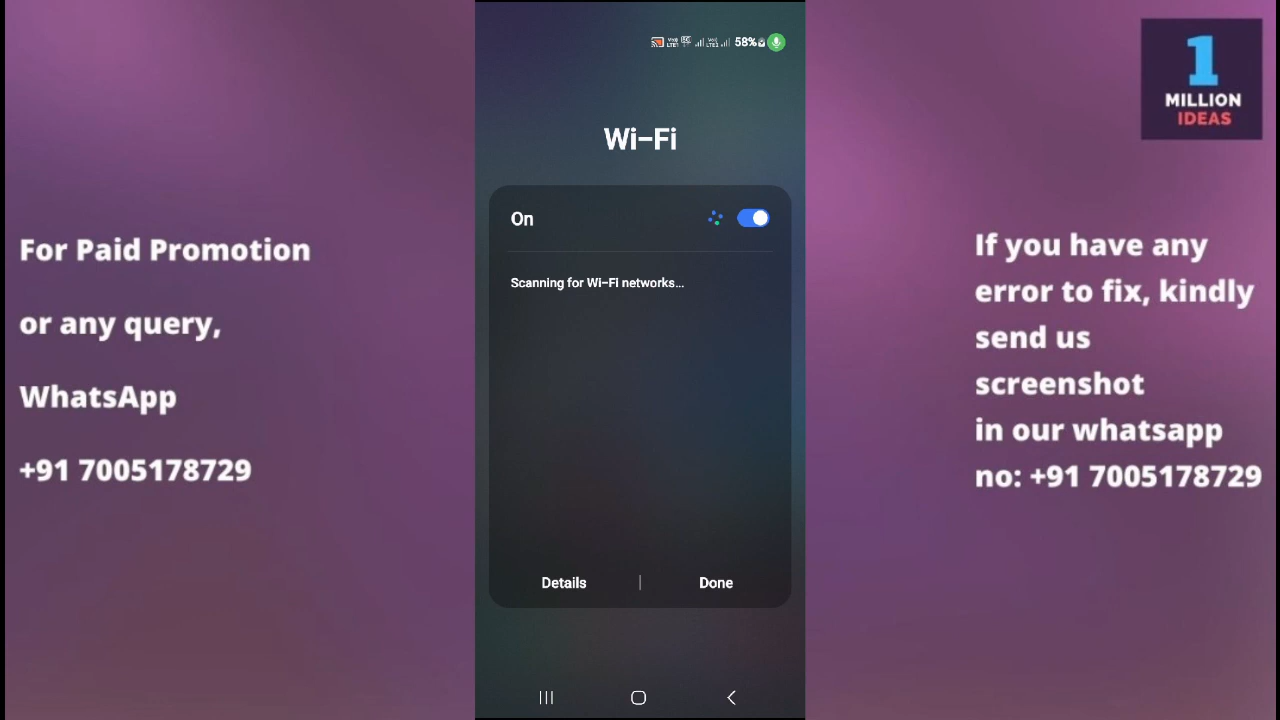 For Paid Promotion
or any query,
WhatsApp
+91 7005178729
58%
Wi-Fi
On
Scanning for Wi-Fi networks...
Details | Done
1
MILLION
IDEAS
If you have any
error to fix, kindly
send us
screenshot
in our whatsapp
no: +91 7005178729